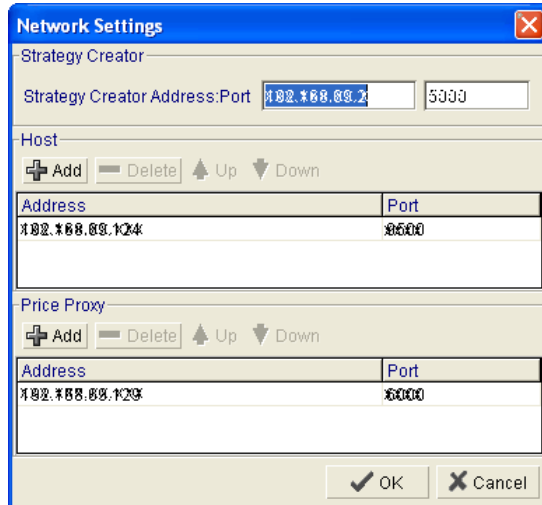 Network Settings
Strategy Creator
Strategy Creator Address:Port
Host
Add Delete Up Down
Address Port
Price Proxy
Add Delete Up Down
Address Port
OK Cancel